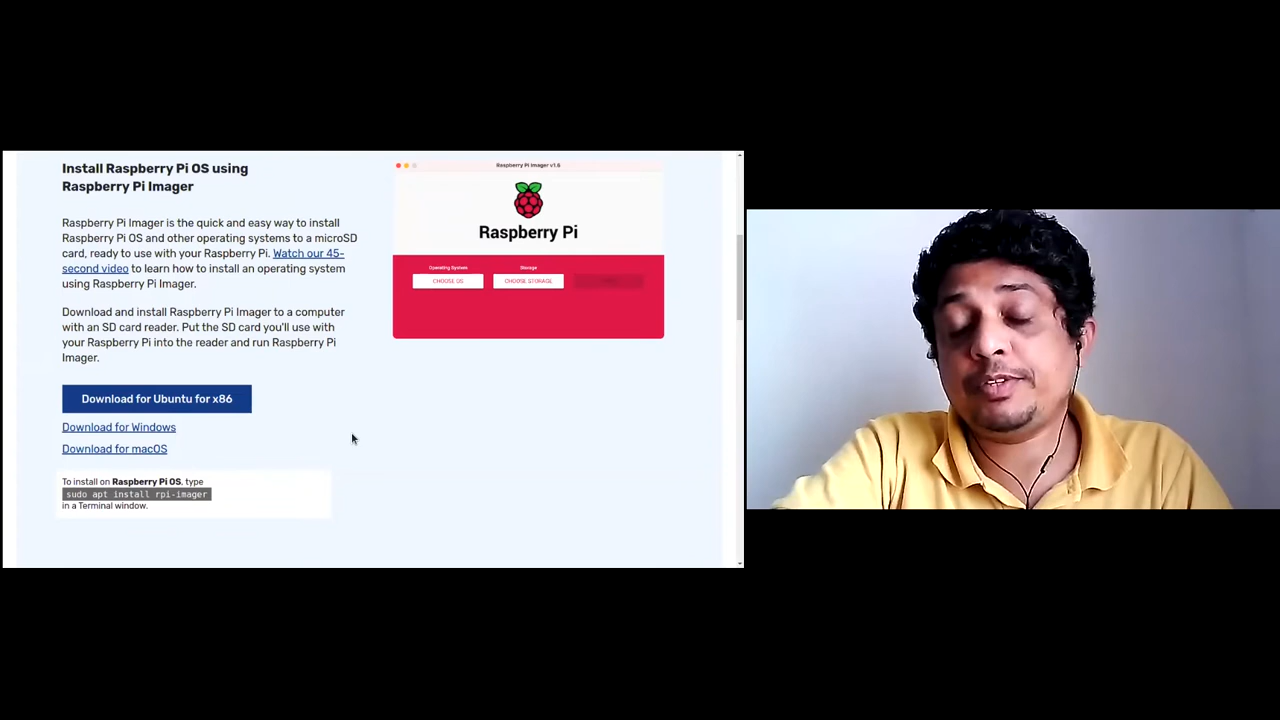 Install Raspberry Pi OS using
Raspberry Pi Imager
Raspberry Pi Imager is the quick and easy way to install
Raspberry Pi OS and other operating systems to a microSD
card, ready to use with your Raspberry Pi. Watch our 45-
second video to learn how to install an operating system
using Raspberry Pi Imager.
Download and install Raspberry Pi Imager to a computer
with an SD card reader. Put the SD card you'll use with
your Raspberry Pi into the reader and run Raspberry Pi
Imager.
Download for Ubuntu for x86
Download for Windows
Download for macOS
To install on Raspberry Pi OS, type
sudo apt install rpi-imager
in a Terminal window.
Raspberry Pi Imager v1.6
Raspberry Pi
Operating System
Storage
CHOOSE OS
CHOOSE STORAGE